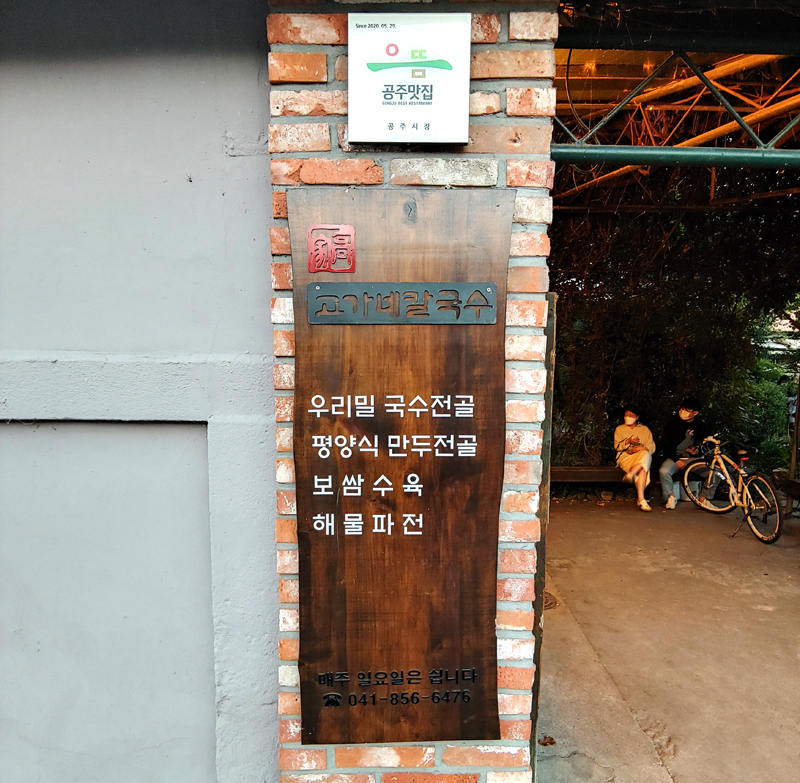 Since 2020. 05. 29.
으뜸
공주맛집
GONGJU BEST RESTAURANT
공주시장
고가네칼국수
우리밀 국수전골
평양식 만두전골
보쌈수육
해물파전
매주 일요일은 쉽니다
☎ 041-856-6476